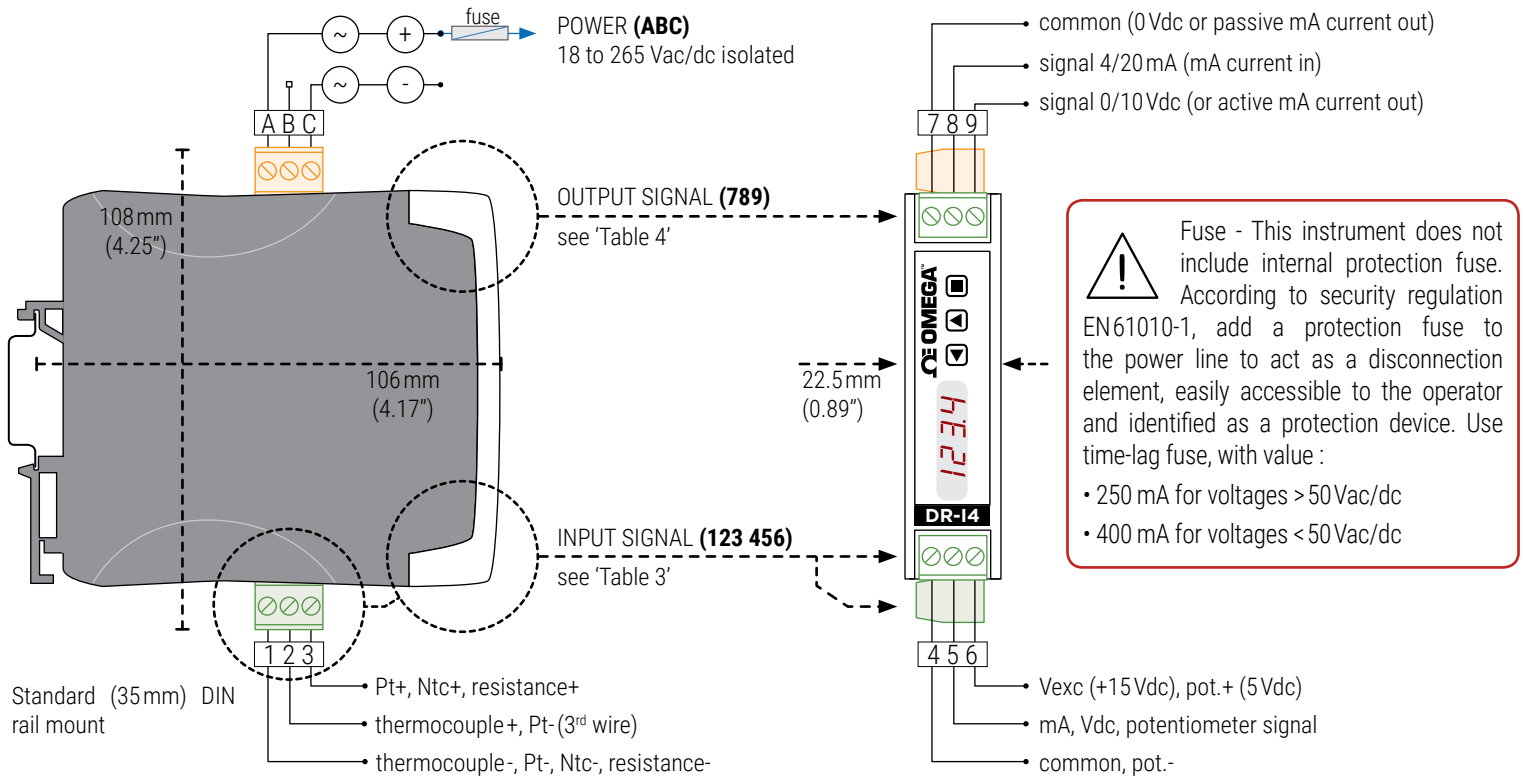 fuse
POWER (ABC)
18 to 265 Vac/dc isolated
~
+
~
-
A B C
common (0 Vdc or passive mA current out)
signal 4/20 mA (mA current in)
signal 0/10 Vdc (or active mA current out)
7 8 9
OUTPUT SIGNAL (789)
see ‘Table 4’
108 mm
(4.25”)
106 mm
(4.17”)
22.5 mm
(0.89”)
OMEGA™
43.21
DR-I4
!
Fuse - This instrument does not
include internal protection fuse.
According to security regulation
EN61010-1, add a protection fuse to
the power line to act as a disconnection
element, easily accessible to the operator
and identified as a protection device. Use
time-lag fuse, with value :
• 250 mA for voltages > 50 Vac/dc
• 400 mA for voltages < 50 Vac/dc
INPUT SIGNAL (123 456)
see ‘Table 3’
1 2 3
Pt+, Ntc+, resistance+
thermocouple +, Pt- (3rd wire)
thermocouple -, Pt-, Ntc-, resistance-
Standard (35 mm) DIN
rail mount
4 5 6
Vexc (+15 Vdc), pot.+ (5 Vdc)
mA, Vdc, potentiometer signal
common, pot.-